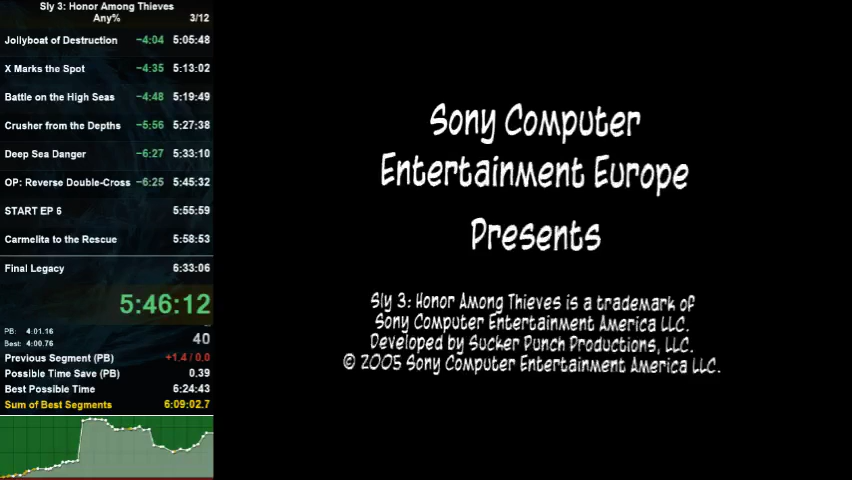 Sly 3: Honor Among Thieves
Any% 3/12
Jollyboat of Destruction −4:04 5:05:48
X Marks the Spot −4:35 5:13:02
Battle on the High Seas −4:48 5:19:49
Crusher from the Depths −5:56 5:27:38
Deep Sea Danger −6:27 5:33:10
OP: Reverse Double-Cross −6:25 5:45:32
START EP 6 5:55:59
Carmelita to the Rescue 5:58:53
Final Legacy 6:33:06
5:46:12
PB: 4:01.16
Best: 4:00.76
40
Previous Segment (PB) +1.4 / 0.0
Possible Time Save (PB) 0.39
Best Possible Time 6:24:43
Sum of Best Segments 6:09:02.7
Sony Computer
Entertainment Europe
Presents
Sly 3: Honor Among Thieves is a trademark of
Sony Computer Entertainment America LLC.
Developed by Sucker Punch Productions, LLC.
© 2005 Sony Computer Entertainment America LLC.